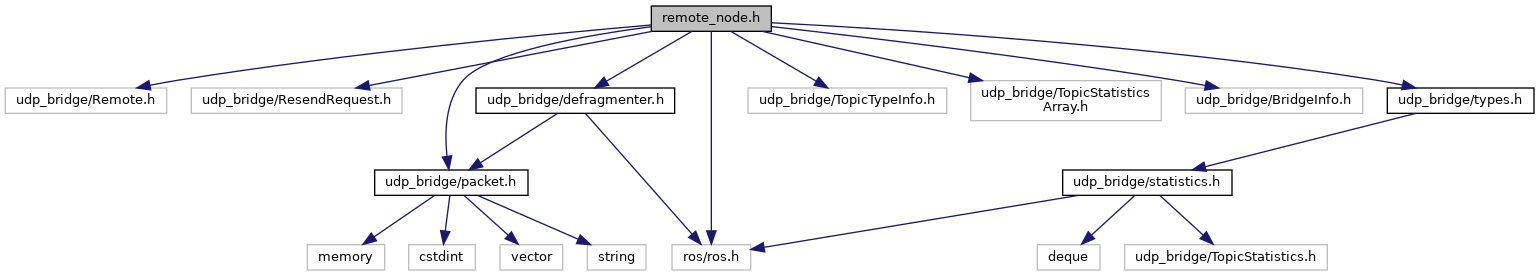 remote_node.h
udp_bridge/Remote.h
udp_bridge/ResendRequest.h
udp_bridge/defragmenter.h
udp_bridge/TopicTypeInfo.h
udp_bridge/TopicStatistics
Array.h
udp_bridge/BridgeInfo.h
udp_bridge/types.h
udp_bridge/packet.h
udp_bridge/statistics.h
memory
cstdint
vector
string
ros/ros.h
deque
udp_bridge/TopicStatistics.h